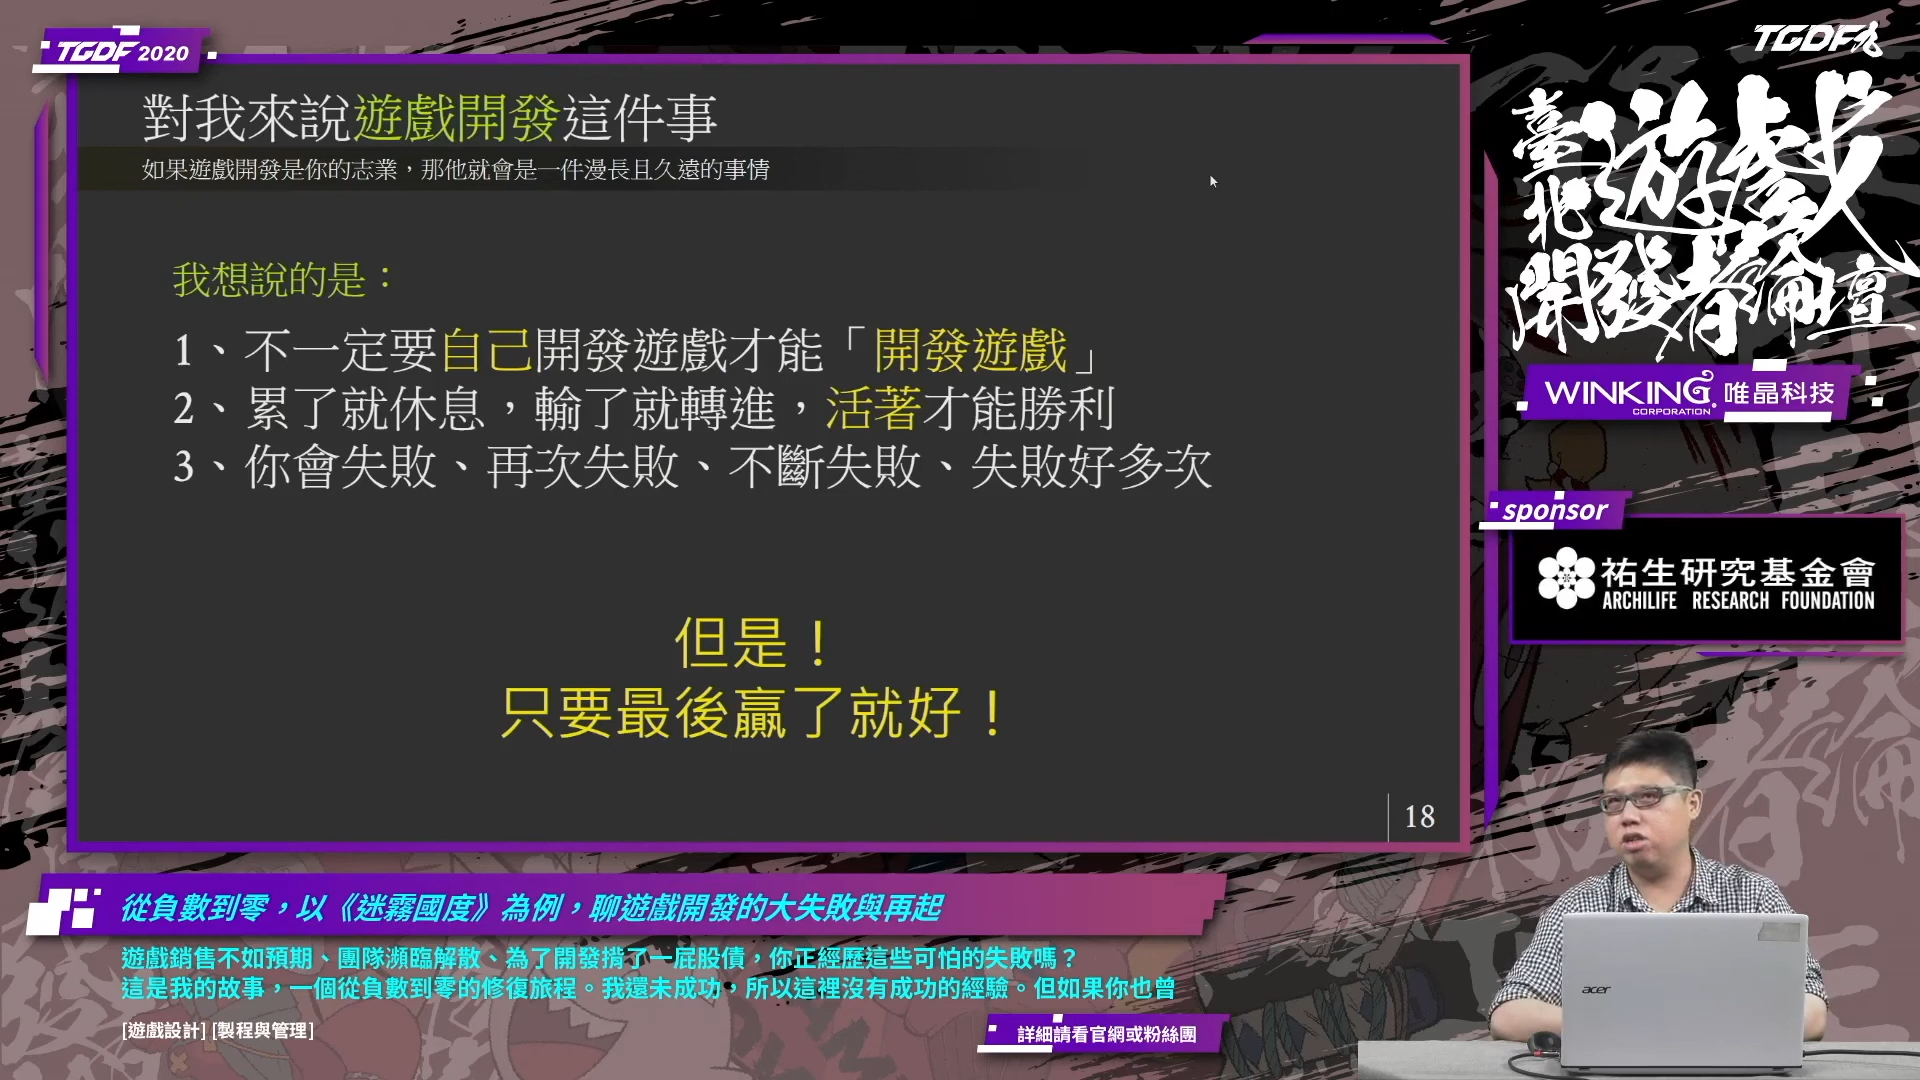 TGDF 2020
對我來說遊戲開發這件事
如果遊戲開發是你的志業，那他就會是一件漫長且久遠的事情
我想說的是：
1、不一定要自己開發遊戲才能「開發遊戲」
2、累了就休息，輸了就轉進，活著才能勝利
3、你會失敗、再次失敗、不斷失敗、失敗好多次
但是！
只要最後贏了就好！
18
TGDF九
臺北遊戲
開發者論壇
WINKING CORPORATION 唯晶科技
sponsor
祐生研究基金會
ARCHILIFE RESEARCH FOUNDATION
從負數到零，以《迷霧國度》為例，聊遊戲開發的大失敗與再起
遊戲銷售不如預期、團隊瀕臨解散、為了開發揹了一屁股債，你正經歷這些可怕的失敗嗎？
這是我的故事，一個從負數到零的修復旅程。我還未成功，所以這裡沒有成功的經驗。但如果你也曾
[遊戲設計] [製程與管理]
詳細請看官網或粉絲團
acer